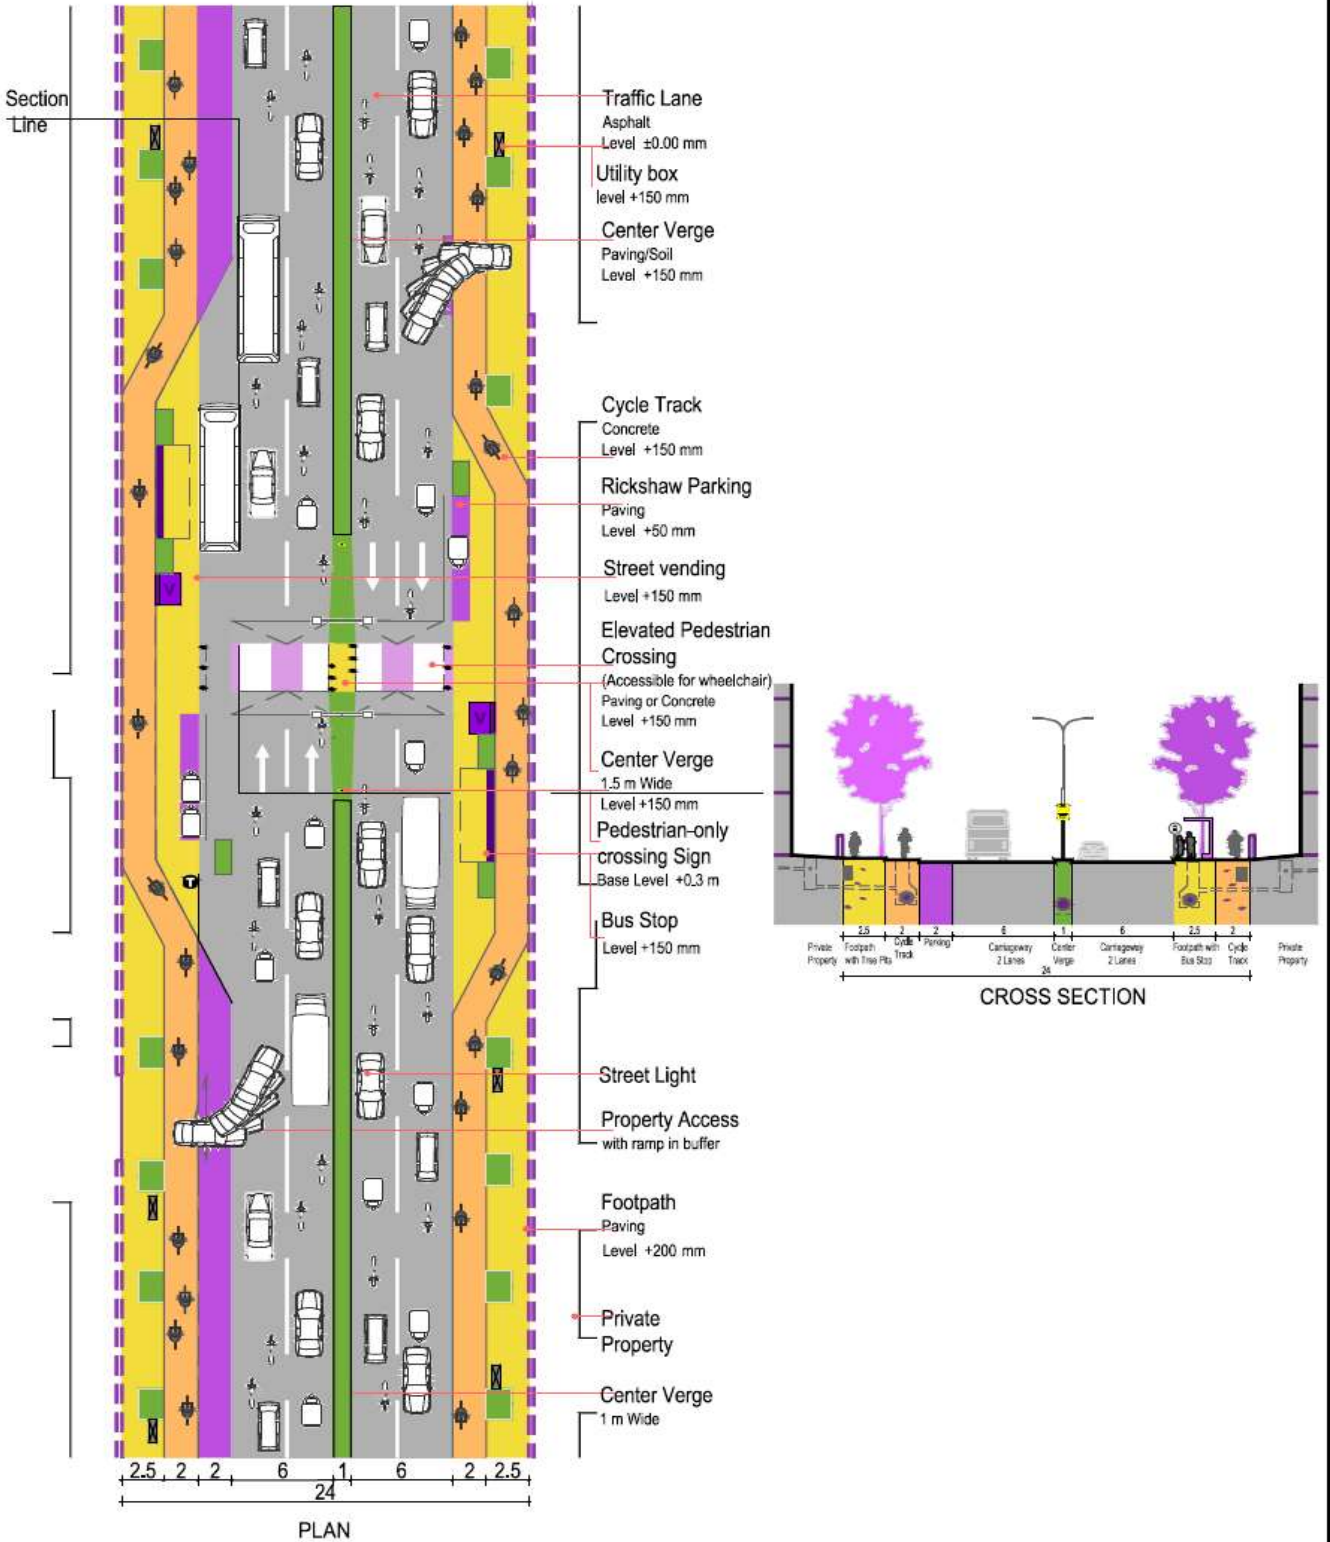 Section
Line
Traffic Lane
Asphalt
Level ±0.00 mm
Utility box
level +150 mm
Center Verge
Paving/Soil
Level +150 mm
Cycle Track
Concrete
Level +150 mm
Rickshaw Parking
Paving
Level +50 mm
Street vending
Level +150 mm
Elevated Pedestrian
Crossing
(Accessible for wheelchair)
Paving or Concrete
Level +150 mm
Center Verge
1.5 m Wide
Level +150 mm
Pedestrian-only
crossing Sign
Base Level +0.3 m
Bus Stop
Level +150 mm
Street Light
Property Access
with ramp in buffer
Footpath
Paving
Level +200 mm
Private
Property
Center Verge
1 m Wide
V
V
T
2.5 2 2 6 1 6 2 2.5
24
PLAN
2.5 2 2 6 1 6 2.5 2
Private Property
Footpath with Tree Pits
Cycle Track
Parking
Carriageway 2 Lanes
Center Verge
Carriageway 2 Lanes
Footpath with Bus Stop
Cycle Track
Private Property
24
CROSS SECTION